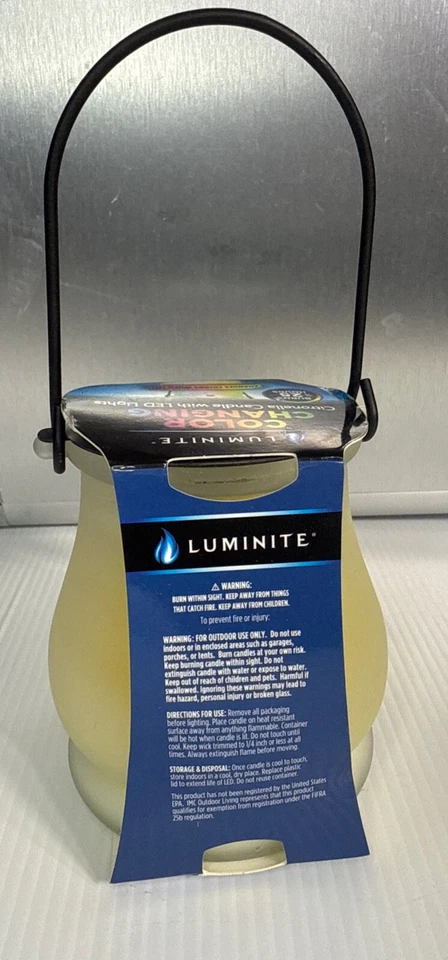 BURNS
25
HOURS
Citronella Candle with LED Lights
COLOR
CHANGING
LUMINITE™
LUMINITE®
⚠ WARNING:
BURN WITHIN SIGHT. KEEP AWAY FROM THINGS
THAT CATCH FIRE. KEEP AWAY FROM CHILDREN.
To prevent fire or injury:
WARNING: FOR OUTDOOR USE ONLY. Do not use
indoors or in enclosed areas such as garages,
porches, or tents. Burn candles at your own risk.
Keep burning candle within sight. Do not
extinguish candle with water or expose to water.
Keep out of reach of children and pets. Harmful if
swallowed. Ignoring these warnings may lead to
fire hazard, personal injury or broken glass.
DIRECTIONS FOR USE: Remove all packaging
before lighting. Place candle on heat resistant
surface away from anything flammable. Container
will be hot when candle is lit. Do not touch until
cool. Keep wick trimmed to 1/4 inch or less at all
times. Always extinguish flame before moving.
STORAGE & DISPOSAL: Once candle is cool to touch,
store indoors in a cool, dry place. Replace plastic
lid to extend life of LED. Do not reuse container.
This product has not been registered by the United States
EPA. IMC Outdoor Living represents that this product
qualifies for exemption from registration under the FIFRA
25b regulation.